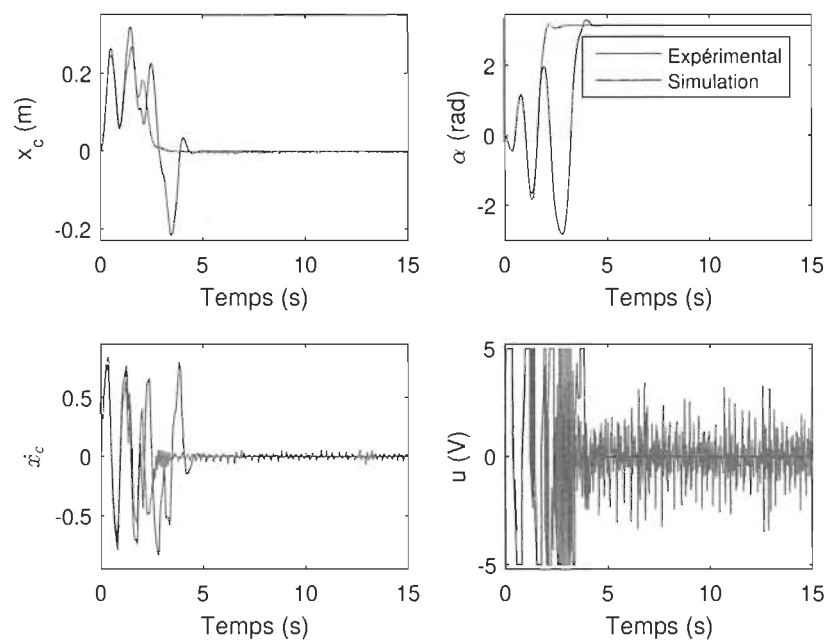 x_c (m)
0.2
0
-0.2
0
5
10
15
Temps (s)
α (rad)
2
0
-2
0
5
10
15
Temps (s)
Expérimental
Simulation
ẋ_c
0.5
0
-0.5
0
5
10
15
Temps (s)
u (V)
5
0
-5
0
5
10
15
Temps (s)